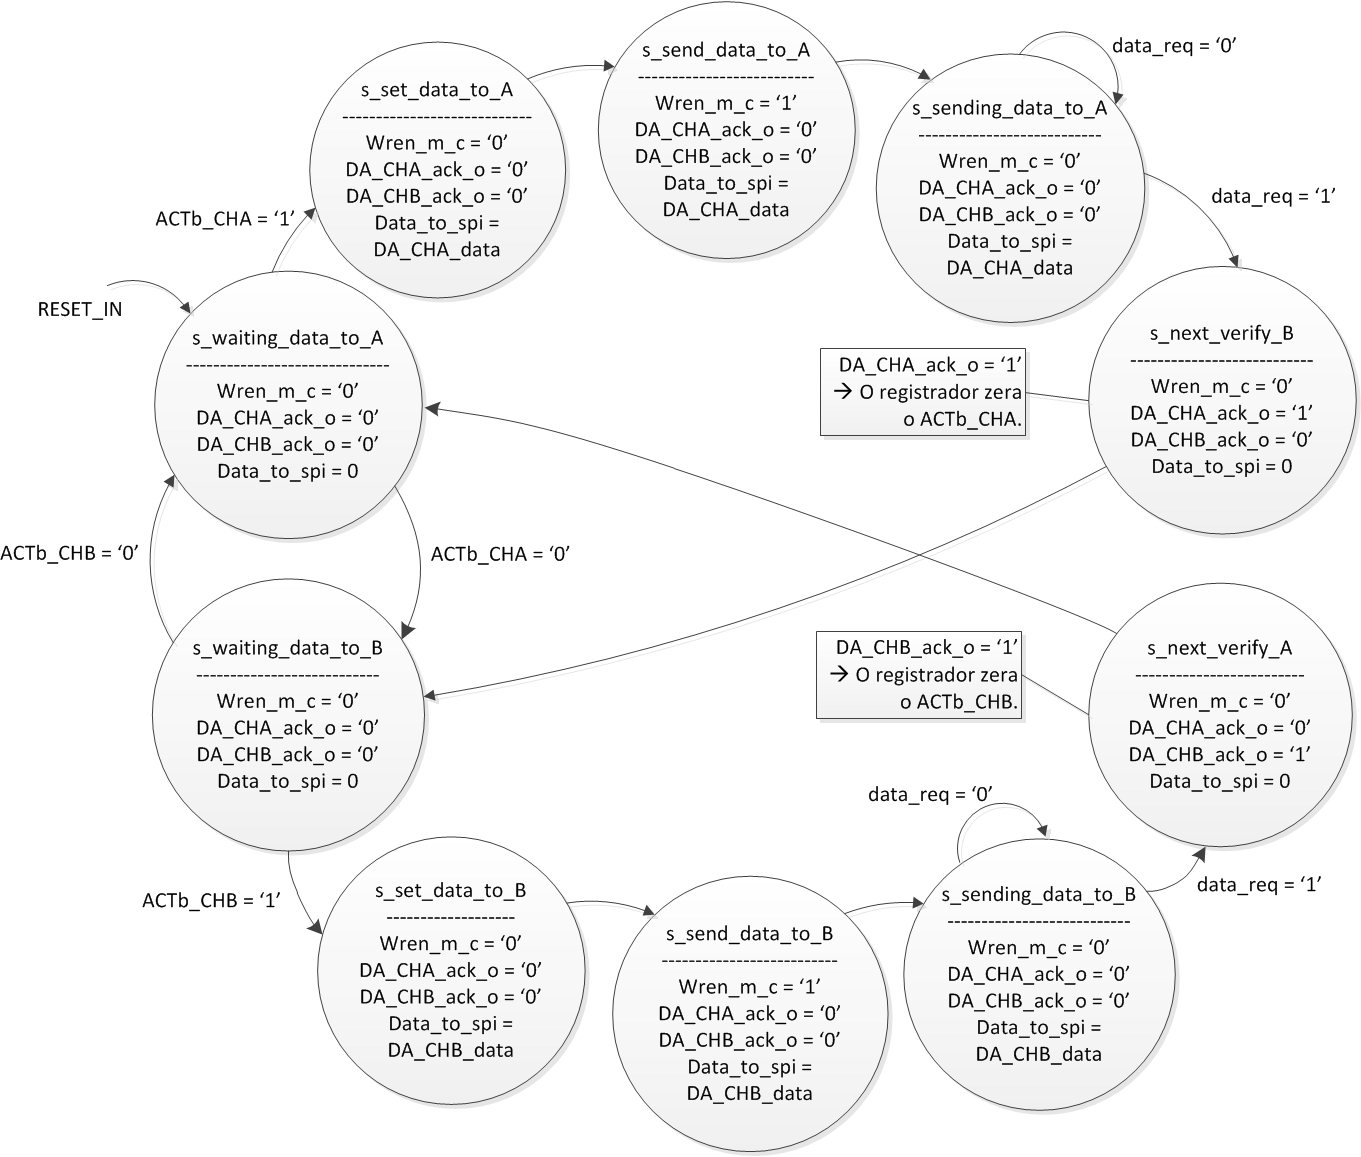 s_send_data_to_A
--------------------------
Wren_m_c = ‘1’
DA_CHA_ack_o = ‘0’
DA_CHB_ack_o = ‘0’
Data_to_spi =
DA_CHA_data
s_set_data_to_A
----------------------------
Wren_m_c = ‘0’
DA_CHA_ack_o = ‘0’
DA_CHB_ack_o = ‘0’
Data_to_spi =
DA_CHA_data
data_req = ‘0’
s_sending_data_to_A
---------------------------
Wren_m_c = ‘0’
DA_CHA_ack_o = ‘0’
DA_CHB_ack_o = ‘0’
Data_to_spi =
DA_CHA_data
data_req = ‘1’
ACTb_CHA = ‘1’
RESET_IN
s_waiting_data_to_A
------------------------------
Wren_m_c = ‘0’
DA_CHA_ack_o = ‘0’
DA_CHB_ack_o = ‘0’
Data_to_spi = 0
s_next_verify_B
---------------------------
Wren_m_c = ‘0’
DA_CHA_ack_o = ‘1’
DA_CHB_ack_o = ‘0’
Data_to_spi = 0
DA_CHA_ack_o = ‘1’
→ O registrador zera
o ACTb_CHA.
ACTb_CHB = ‘0’
ACTb_CHA = ‘0’
s_waiting_data_to_B
---------------------------
Wren_m_c = ‘0’
DA_CHA_ack_o = ‘0’
DA_CHB_ack_o = ‘0’
Data_to_spi = 0
DA_CHB_ack_o = ‘1’
→ O registrador zera
o ACTb_CHB.
s_next_verify_A
-------------------------
Wren_m_c = ‘0’
DA_CHA_ack_o = ‘0’
DA_CHB_ack_o = ‘1’
Data_to_spi = 0
data_req = ‘0’
data_req = ‘1’
ACTb_CHB = ‘1’
s_set_data_to_B
-------------------
Wren_m_c = ‘0’
DA_CHA_ack_o = ‘0’
DA_CHB_ack_o = ‘0’
Data_to_spi =
DA_CHB_data
s_send_data_to_B
--------------------------
Wren_m_c = ‘1’
DA_CHA_ack_o = ‘0’
DA_CHB_ack_o = ‘0’
Data_to_spi =
DA_CHB_data
s_sending_data_to_B
---------------------------
Wren_m_c = ‘0’
DA_CHA_ack_o = ‘0’
DA_CHB_ack_o = ‘0’
Data_to_spi =
DA_CHB_data